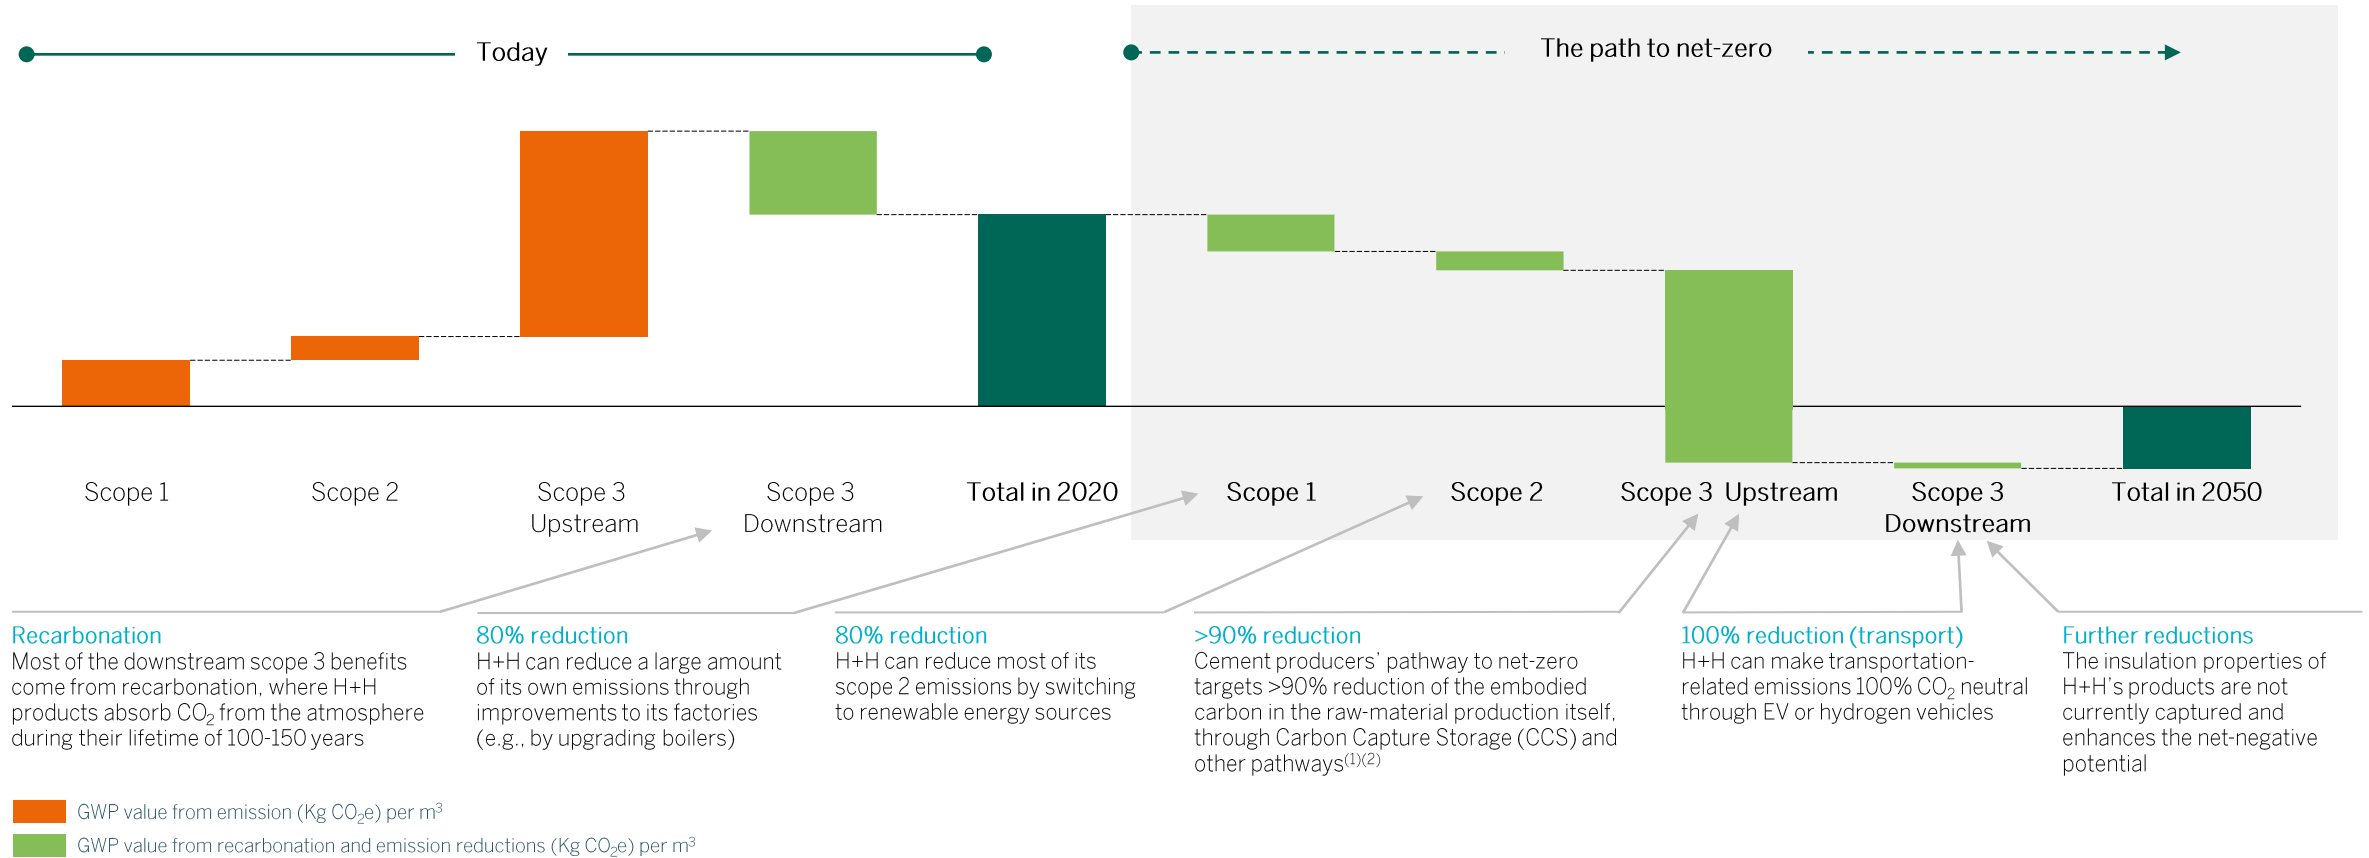 Today
The path to net-zero
Scope 1
Scope 2
Scope 3
Upstream
Scope 3
Downstream
Total in 2020
Scope 1
Scope 2
Scope 3 Upstream
Scope 3
Downstream
Total in 2050
Recarbonation
Most of the downstream scope 3 benefits
come from recarbonation, where H+H
products absorb CO₂ from the atmosphere
during their lifetime of 100-150 years
80% reduction
H+H can reduce a large amount
of its own emissions through
improvements to its factories
(e.g., by upgrading boilers)
80% reduction
H+H can reduce most of its
scope 2 emissions by switching
to renewable energy sources
>90% reduction
Cement producers’ pathway to net-zero
targets >90% reduction of the embodied
carbon in the raw-material production itself,
through Carbon Capture Storage (CCS) and
other pathways⁽¹⁾⁽²⁾
100% reduction (transport)
H+H can make transportation-
related emissions 100% CO₂ neutral
through EV or hydrogen vehicles
Further reductions
The insulation properties of
H+H’s products are not
currently captured and
enhances the net-negative
potential
GWP value from emission (Kg CO₂e) per m³
GWP value from recarbonation and emission reductions (Kg CO₂e) per m³